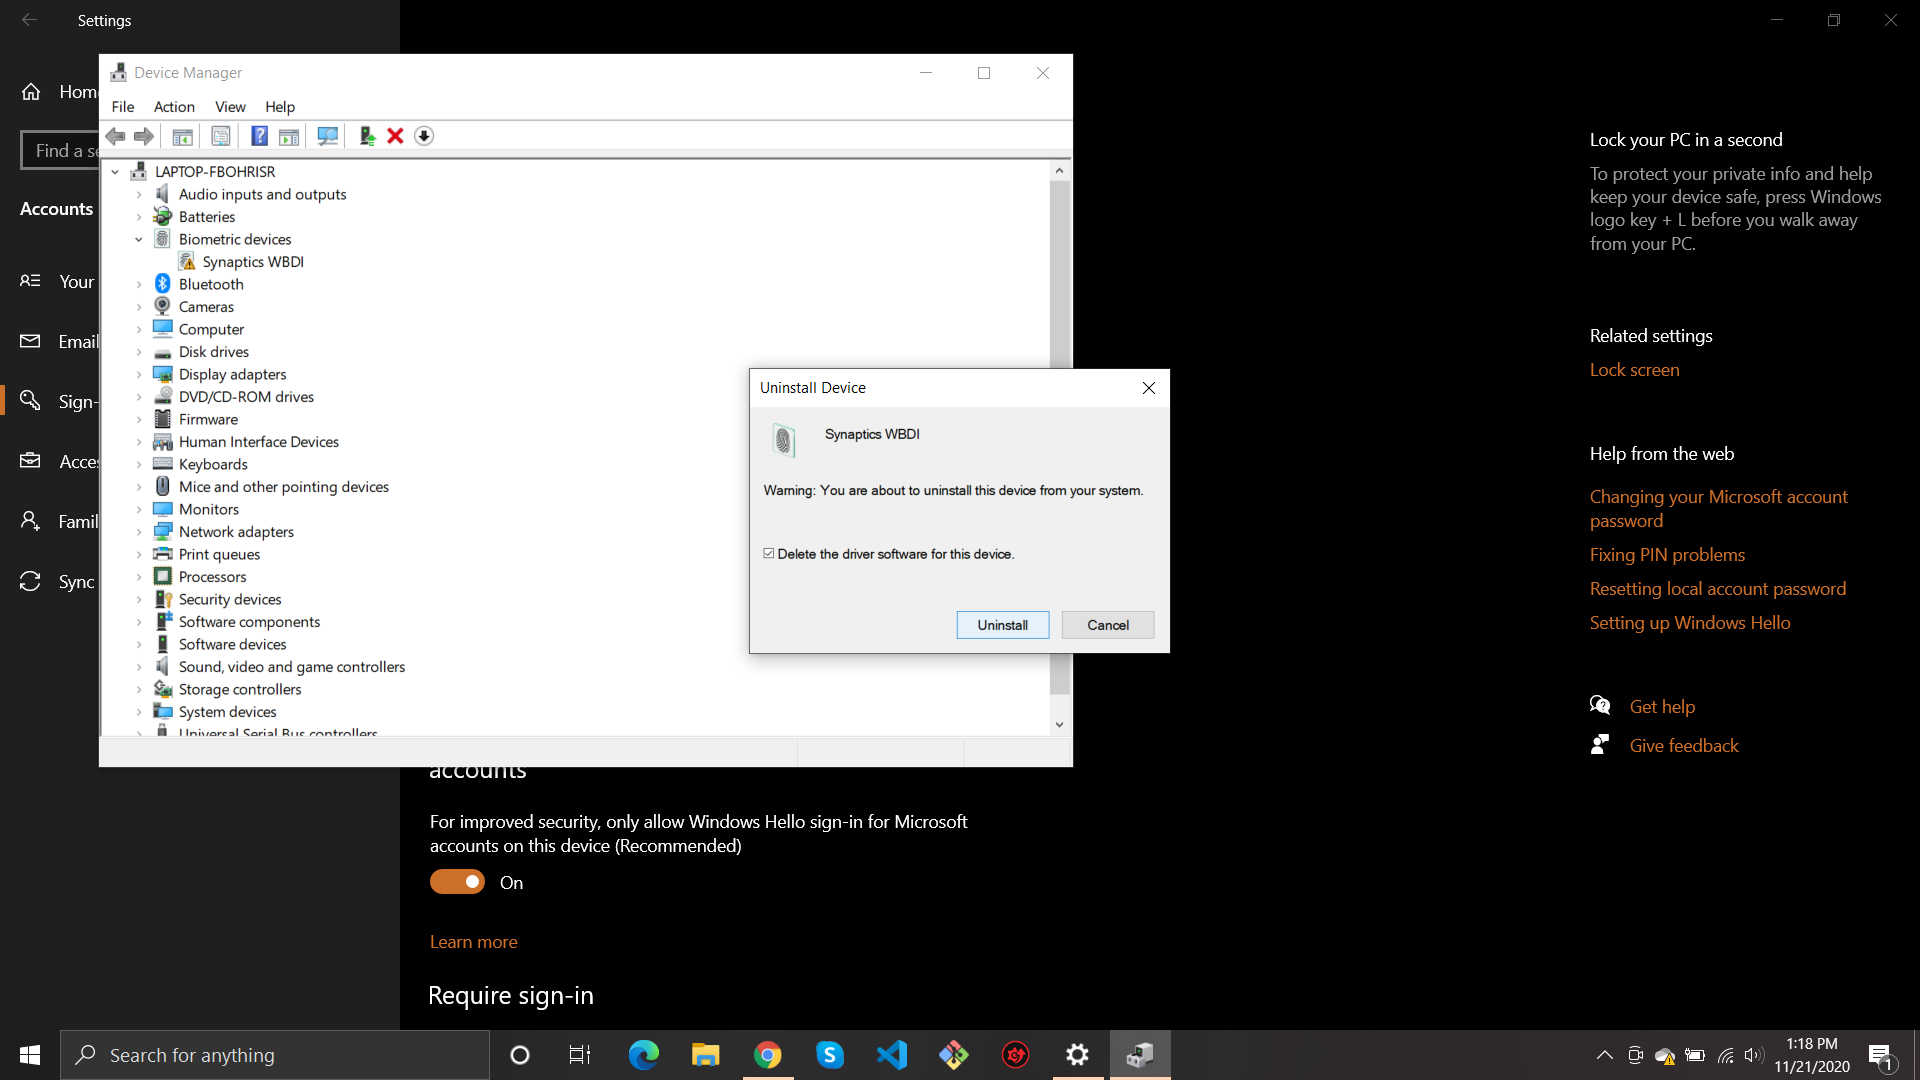 Settings
Home
Find a se
Accounts
Your
Email
Sign-
Acces
Famil
Sync
Device Manager
File Action View Help
LAPTOP-FBOHRISR
Audio inputs and outputs
Batteries
Biometric devices
Synaptics WBDI
Bluetooth
Cameras
Computer
Disk drives
Display adapters
DVD/CD-ROM drives
Firmware
Human Interface Devices
Keyboards
Mice and other pointing devices
Monitors
Network adapters
Print queues
Processors
Security devices
Software components
Software devices
Sound, video and game controllers
Storage controllers
System devices
Universal Serial Bus controllers
Uninstall Device
Synaptics WBDI
Warning: You are about to uninstall this device from your system.
Delete the driver software for this device.
Uninstall Cancel
accounts
For improved security, only allow Windows Hello sign-in for Microsoft
accounts on this device (Recommended)
On
Learn more
Require sign-in
Lock your PC in a second
To protect your private info and help
keep your device safe, press Windows
logo key + L before you walk away
from your PC.
Related settings
Lock screen
Help from the web
Changing your Microsoft account
password
Fixing PIN problems
Resetting local account password
Setting up Windows Hello
Get help
Give feedback
Search for anything
1:18 PM
11/21/2020
1